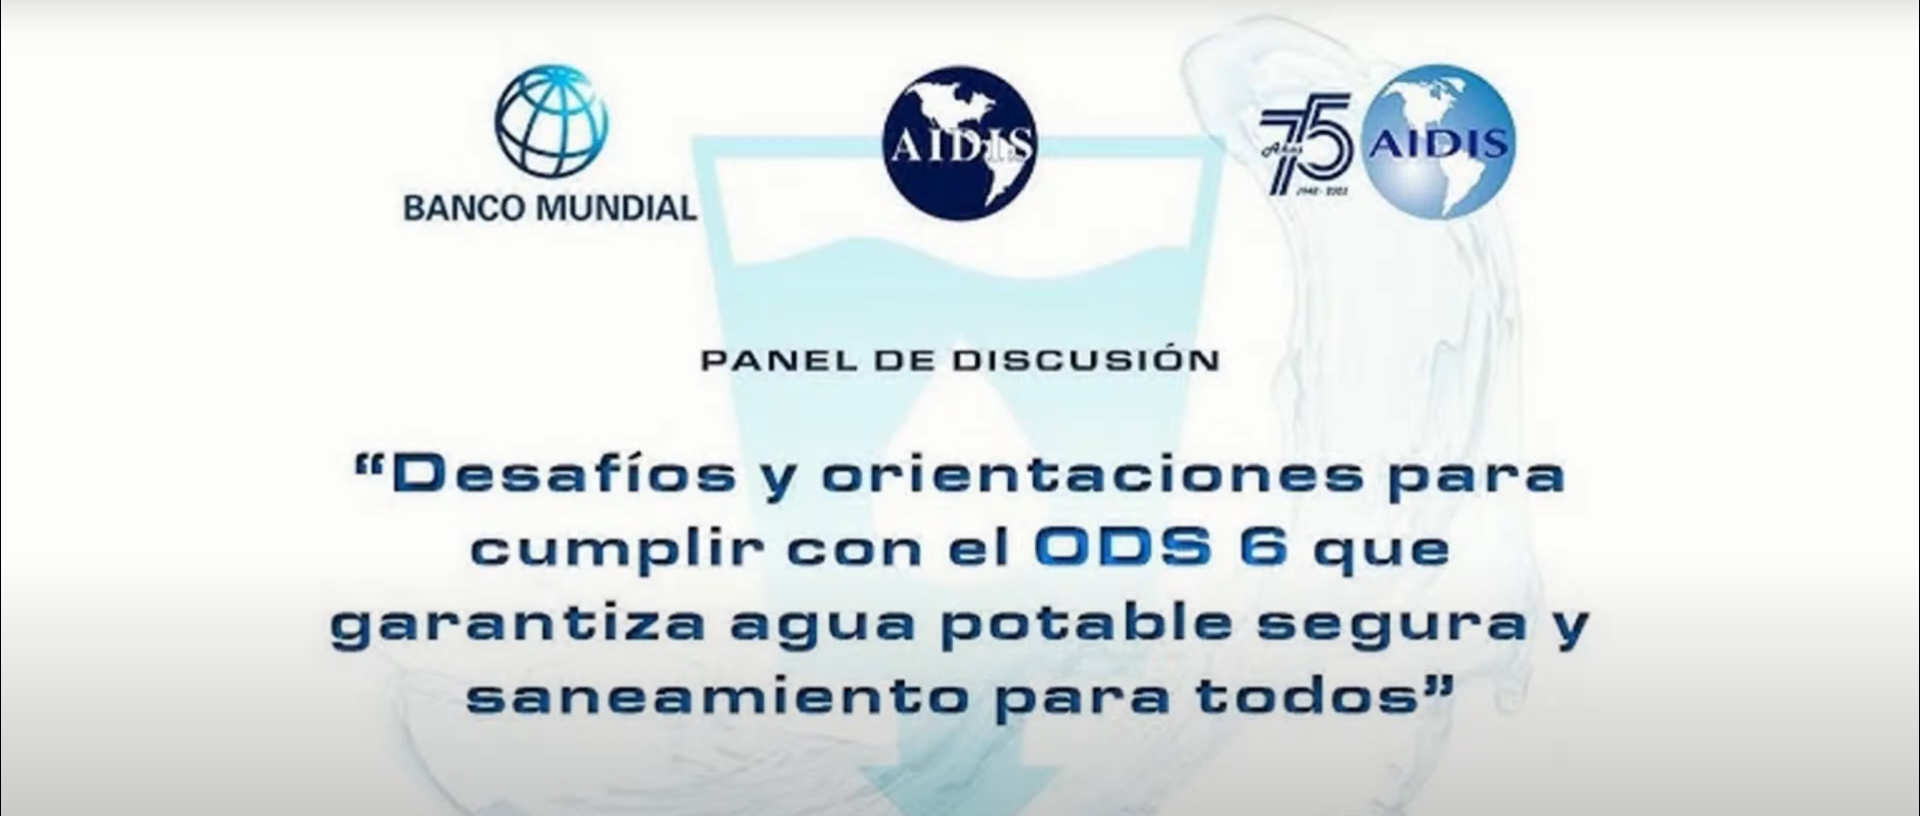 BANCO MUNDIAL
AIDIS
75 Años
AIDIS
PANEL DE DISCUSIÓN
“Desafíos y orientaciones para
cumplir con el ODS 6 que
garantiza agua potable segura y
saneamiento para todos”